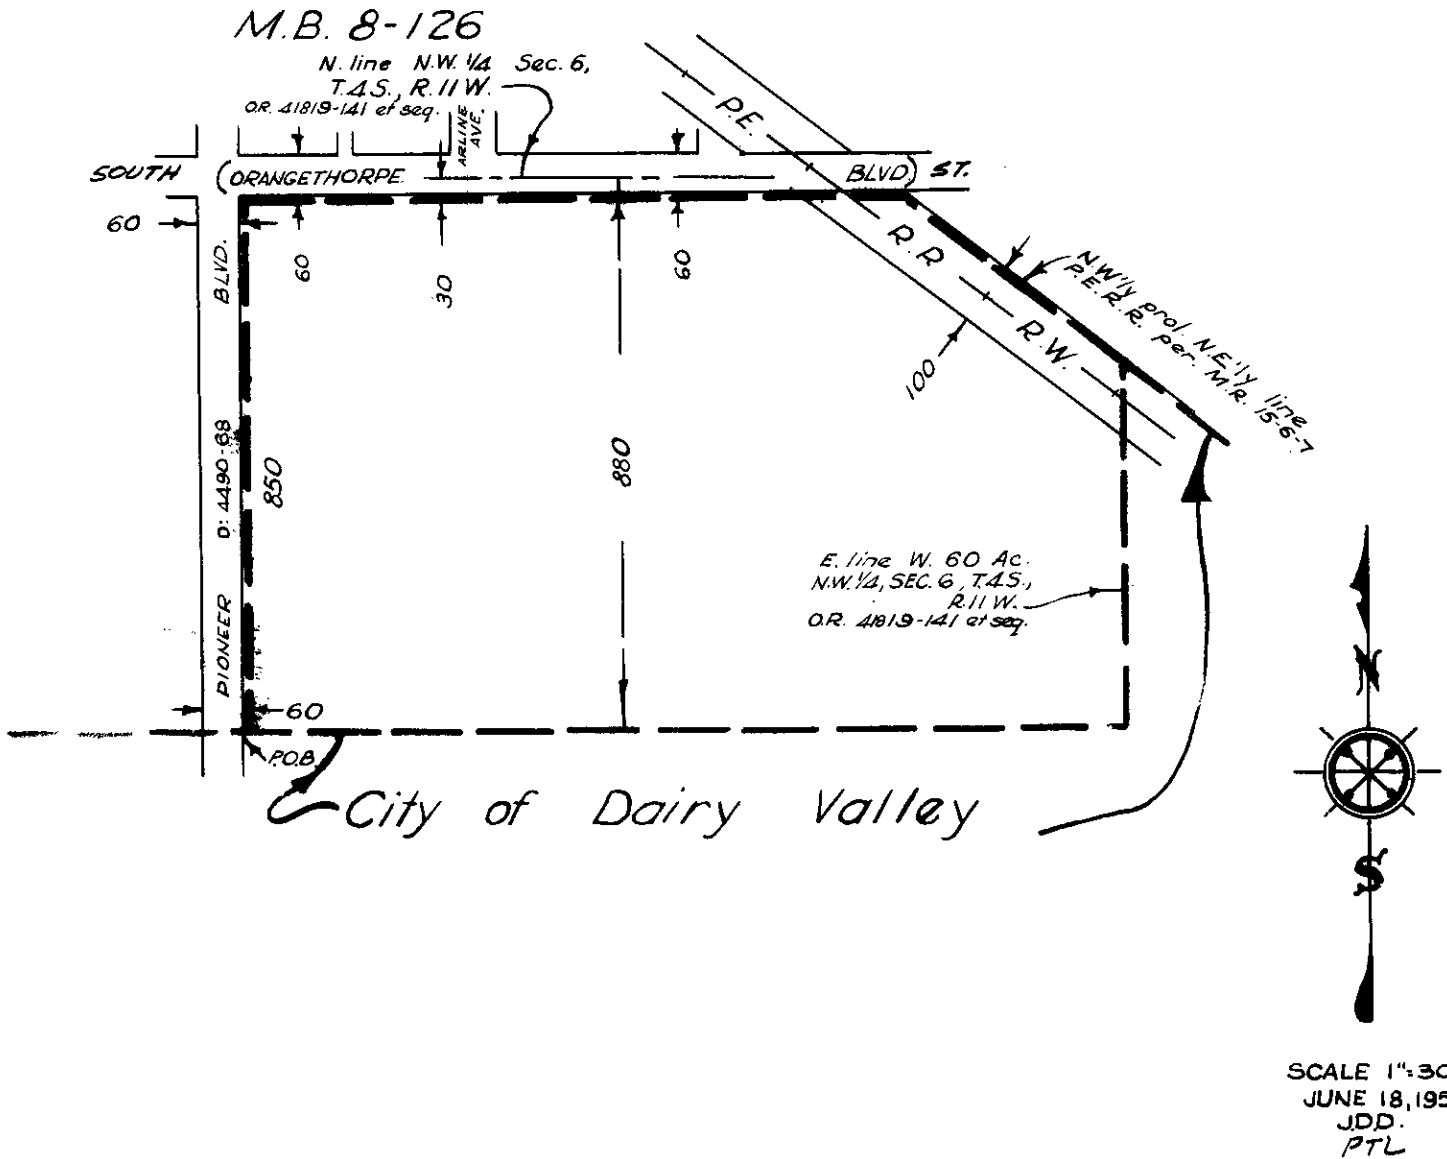 M.B. 8-126
N. line N.W. 1/4 Sec. 6,
T.4S., R.11 W.
O.R. 41819-141 et seq.
ARLINE
AVE.
SOUTH (ORANGETHORPE BLVD.) ST.
P.E.
R.R.
R.W.
60
60
30
60
880
100
N.W'ly prol. N.E.'ly line
P.E.R.R. per. M.R. 15-6-7
BLVD.
D: 4490-68
PIONEER
850
E. line W. 60 Ac.
N.W. 1/4, SEC. 6, T.4S.,
R.11 W.
O.R. 41819-141 et seq.
60
P.O.B.
City of Dairy Valley
N
S
SCALE 1"=30
JUNE 18, 195
J.D.D.
PTL